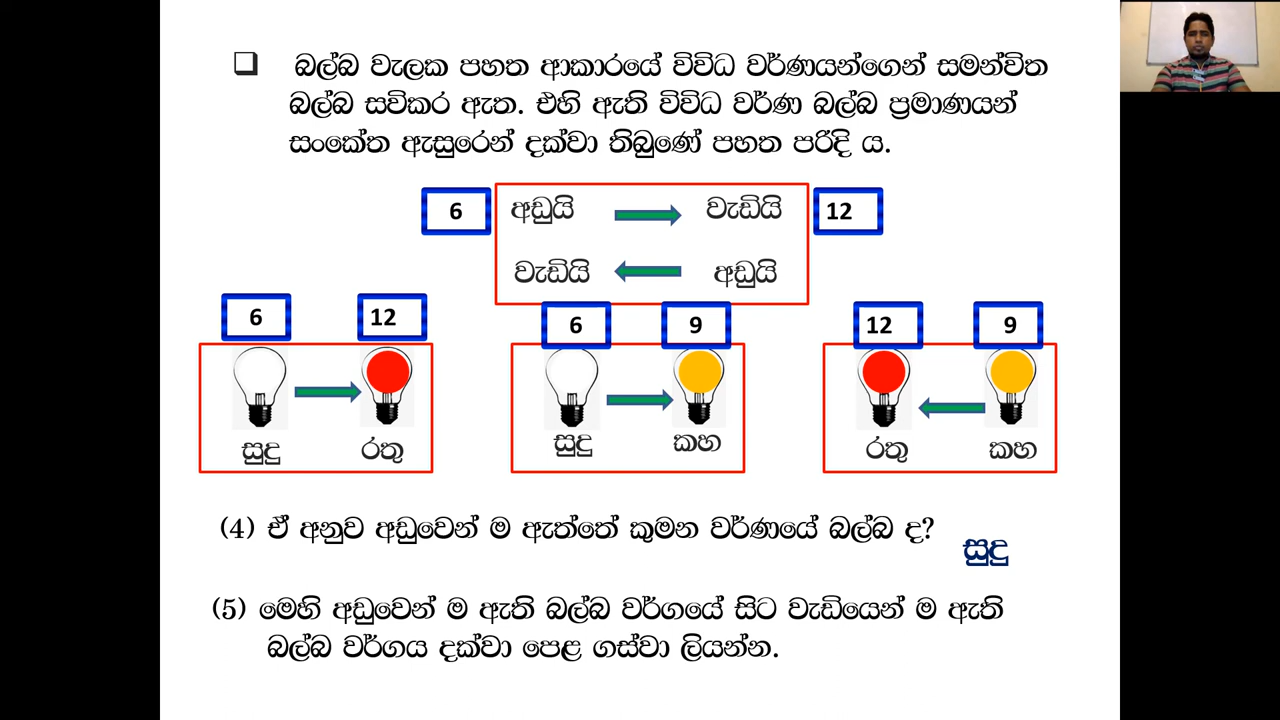 බල්බ වැලක පහත ආකාරයේ විවිධ වර්ණයන්ගෙන් සමන්විත
බල්බ සවිකර ඇත. එහි ඇති විවිධ වර්ණ බල්බ ප්‍රමාණයන්
සංකේත ඇසුරෙන් දක්වා තිබුණේ පහත පරිදි ය.
6 අඩුයි වැඩියි 12
වැඩියි අඩුයි
6 12 6 9 12 9
සුදු රතු සුදු කහ රතු කහ
(4) ඒ අනුව අඩුවෙන් ම ඇත්තේ කුමන වර්ණයේ බල්බ ද?
සුදු
(5) මෙහි අඩුවෙන් ම ඇති බල්බ වර්ගයේ සිට වැඩියෙන් ම ඇති
බල්බ වර්ගය දක්වා පෙළ ගස්වා ලියන්න.